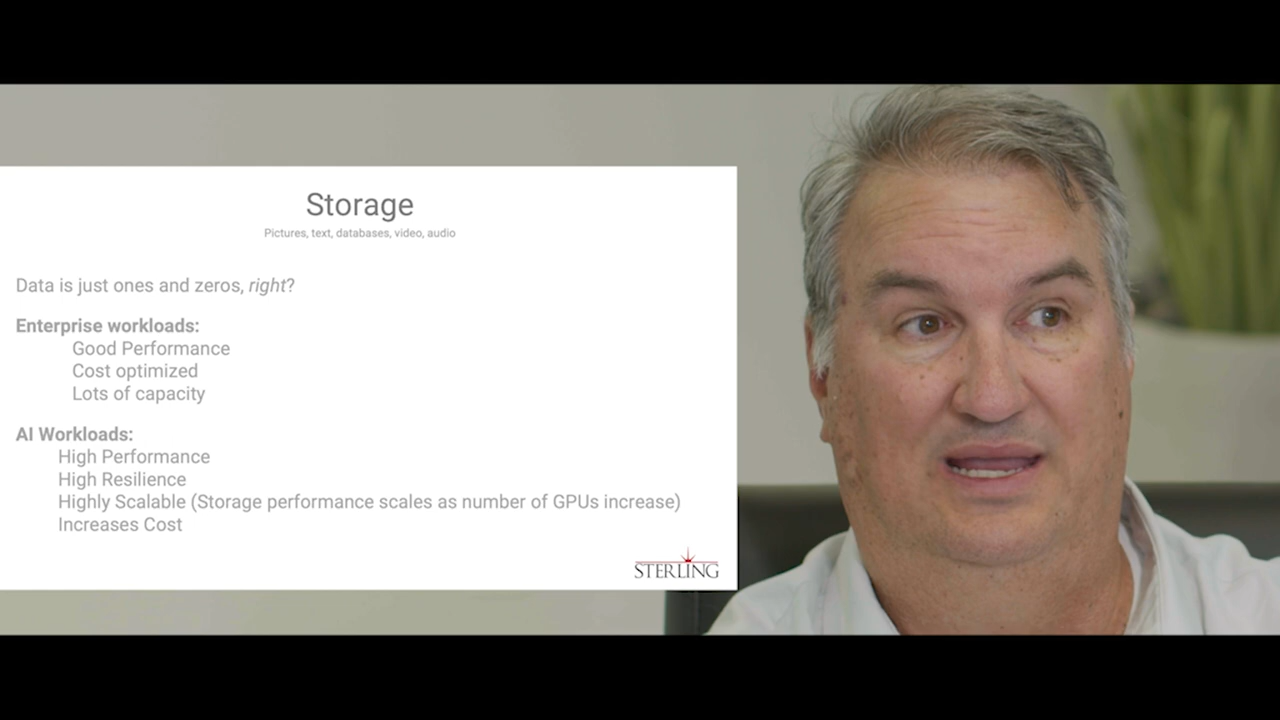 Storage
Pictures, text, databases, video, audio
Data is just ones and zeros, right?
Enterprise workloads:
Good Performance
Cost optimized
Lots of capacity
AI Workloads:
High Performance
High Resilience
Highly Scalable (Storage performance scales as number of GPUs increase)
Increases Cost
STERLING